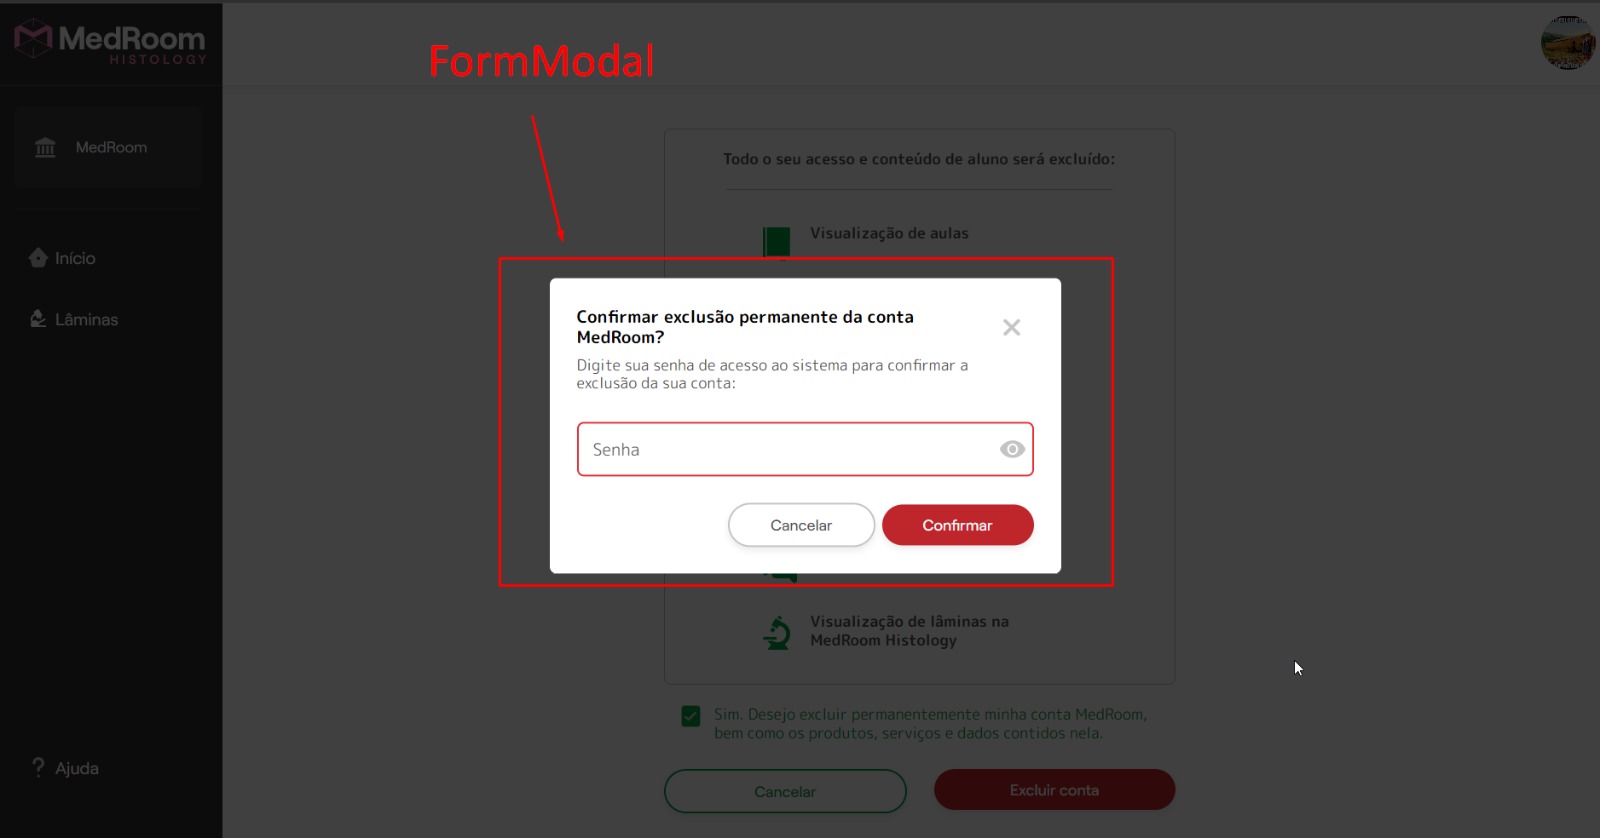 MedRoom
HISTOLOGY
FormModal
MedRoom
Início
Lâminas
Ajuda
Todo o seu acesso e conteúdo de aluno será excluído:
Visualização de aulas
Confirmar exclusão permanente da conta
MedRoom?
Digite sua senha de acesso ao sistema para confirmar a
exclusão da sua conta:
Senha
Cancelar
Confirmar
Visualização de lâminas na
MedRoom Histology
Sim. Desejo excluir permanentemente minha conta MedRoom,
bem como os produtos, serviços e dados contidos nela.
Cancelar
Excluir conta